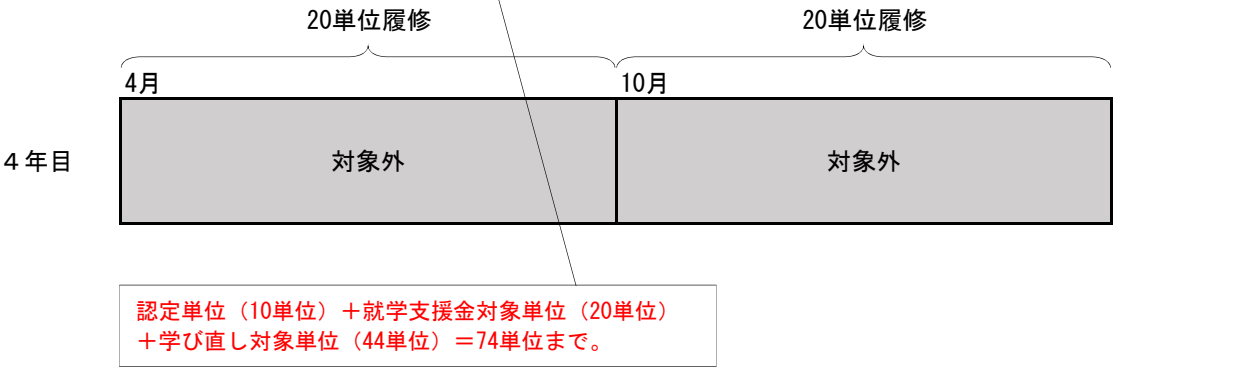 20単位履修 20単位履修
4月 10月
４年目 対象外 対象外
認定単位（10単位）＋就学支援金対象単位（20単位）
＋学び直し対象単位（44単位）＝74単位まで。